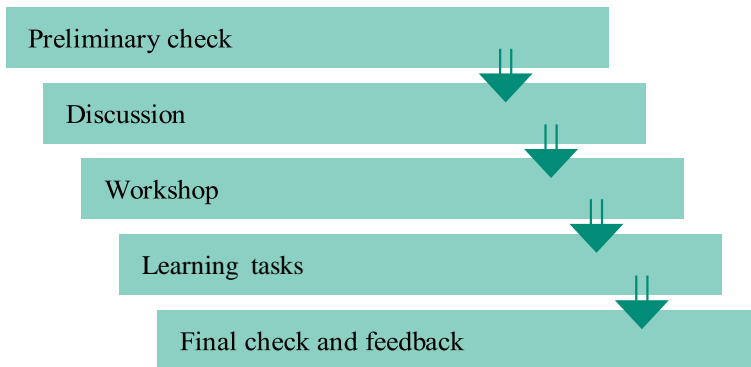 Preliminary check
Discussion
Workshop
Learning tasks
Final check and feedback